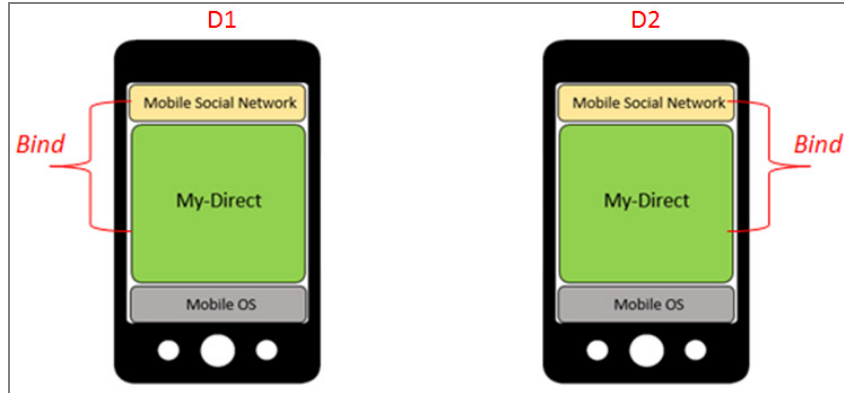 D1
D2
Mobile Social Network
Mobile Social Network
Bind
Bind
My-Direct
My-Direct
Mobile OS
Mobile OS